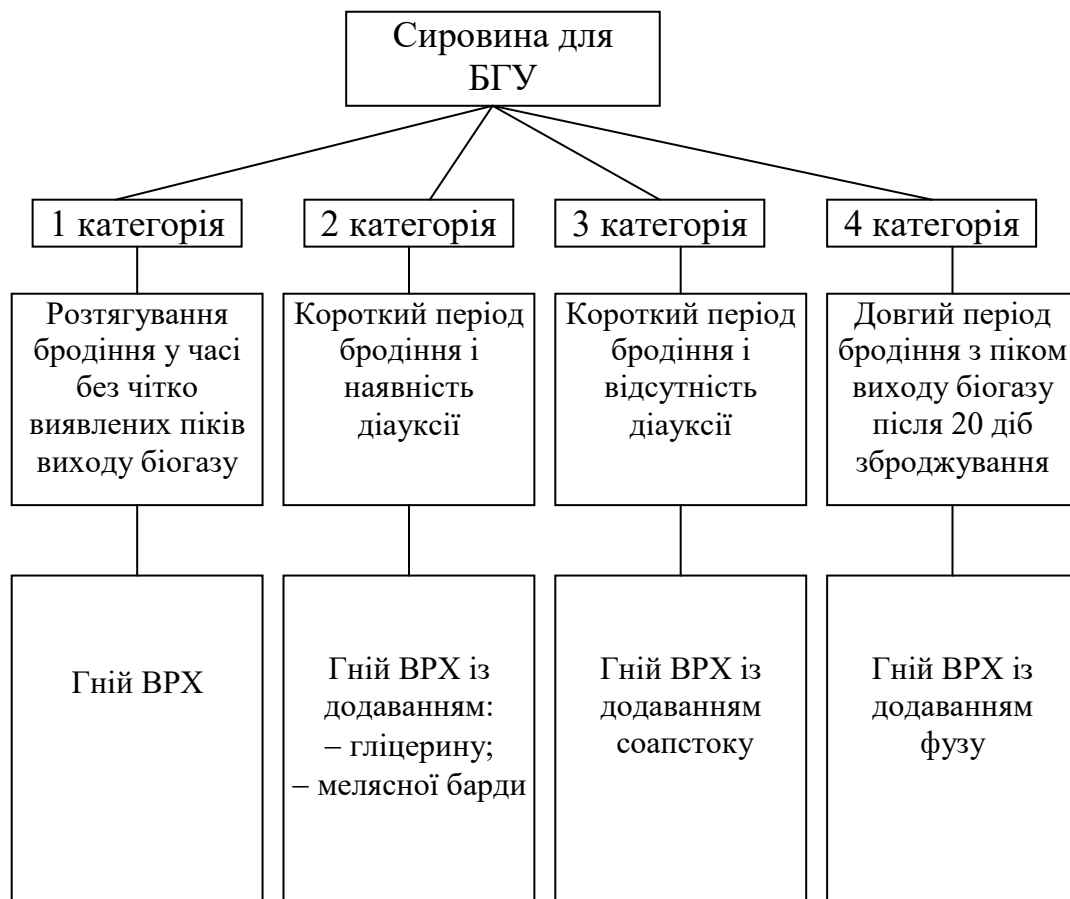 Сировина для
БГУ
1 категорія
2 категорія
3 категорія
4 категорія
Розтягування
бродіння у часі
без чітко
виявлених піків
виходу біогазу
Короткий період
бродіння і
наявність
діауксії
Короткий період
бродіння і
відсутність
діауксії
Довгий період
бродіння з піком
виходу біогазу
після 20 діб
зброджування
Гній ВРХ
Гній ВРХ із
додаванням:
– гліцерину;
– мелясної барди
Гній ВРХ із
додаванням
соапстоку
Гній ВРХ із
додаванням
фузу